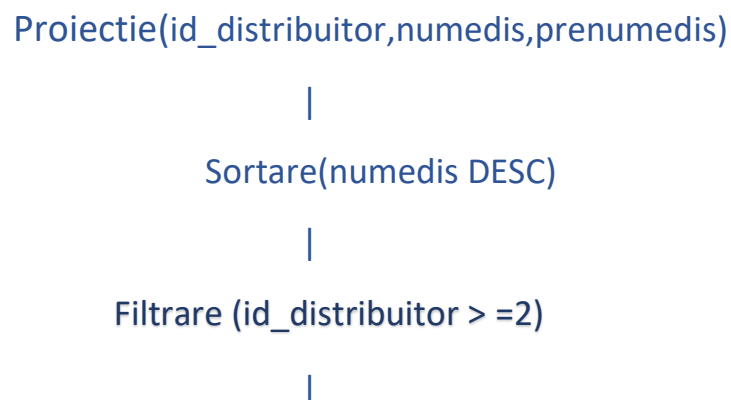 Proiectie(id_distribuitor,numedis,prenumedis)
|
Sortare(numedis DESC)
|
Filtrare (id_distribuitor > =2)
|